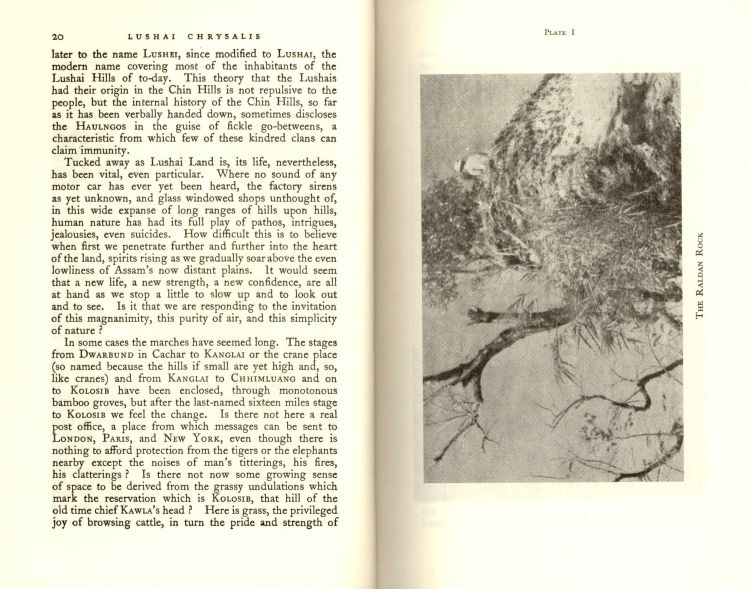 20 LUSHAI CHRYSALIS
later to the name LUSHEI, since modified to LUSHAI, the
modern name covering most of the inhabitants of the
Lushai Hills of to-day. This theory that the Lushais
had their origin in the Chin Hills is not repulsive to the
people, but the internal history of the Chin Hills, so far
as it has been verbally handed down, sometimes discloses
the HAULNGOS in the guise of fickle go-betweens, a
characteristic from which few of these kindred clans can
claim immunity.
Tucked away as Lushai Land is, its life, nevertheless,
has been vital, even particular. Where no sound of any
motor car has ever yet been heard, the factory sirens
as yet unknown, and glass windowed shops unthought of,
in this wide expanse of long ranges of hills upon hills,
human nature has had its full play of pathos, intrigues,
jealousies, even suicides. How difficult this is to believe
when first we penetrate further and further into the heart
of the land, spirits rising as we gradually soar above the even
lowliness of Assam's now distant plains. It would seem
that a new life, a new strength, a new confidence, are all
at hand as we stop a little to slow up and to look out
and to see. Is it that we are responding to the invitation
of this magnanimity, this purity of air, and this simplicity
of nature ?
In some cases the marches have seemed long. The stages
from DWARBUND in Cachar to KANGLAI or the crane place
(so named because the hills if small are yet high and, so,
like cranes) and from KANGLAI to CHHIMLUANG and on
to KOLOSIB have been enclosed, through monotonous
bamboo groves, but after the last-named sixteen miles stage
to KOLOSIB we feel the change. Is there not here a real
post office, a place from which messages can be sent to
LONDON, PARIS, and NEW YORK, even though there is
nothing to afford protection from the tigers or the elephants
nearby except the noises of man's titterings, his fires,
his clatterings ? Is there not now some growing sense
of space to be derived from the grassy undulations which
mark the reservation which is KOLOSIB, that hill of the
old time chief KAWLA's head ? Here is grass, the privileged
joy of browsing cattle, in turn the pride and strength of
PLATE I
THE RALDAN ROCK